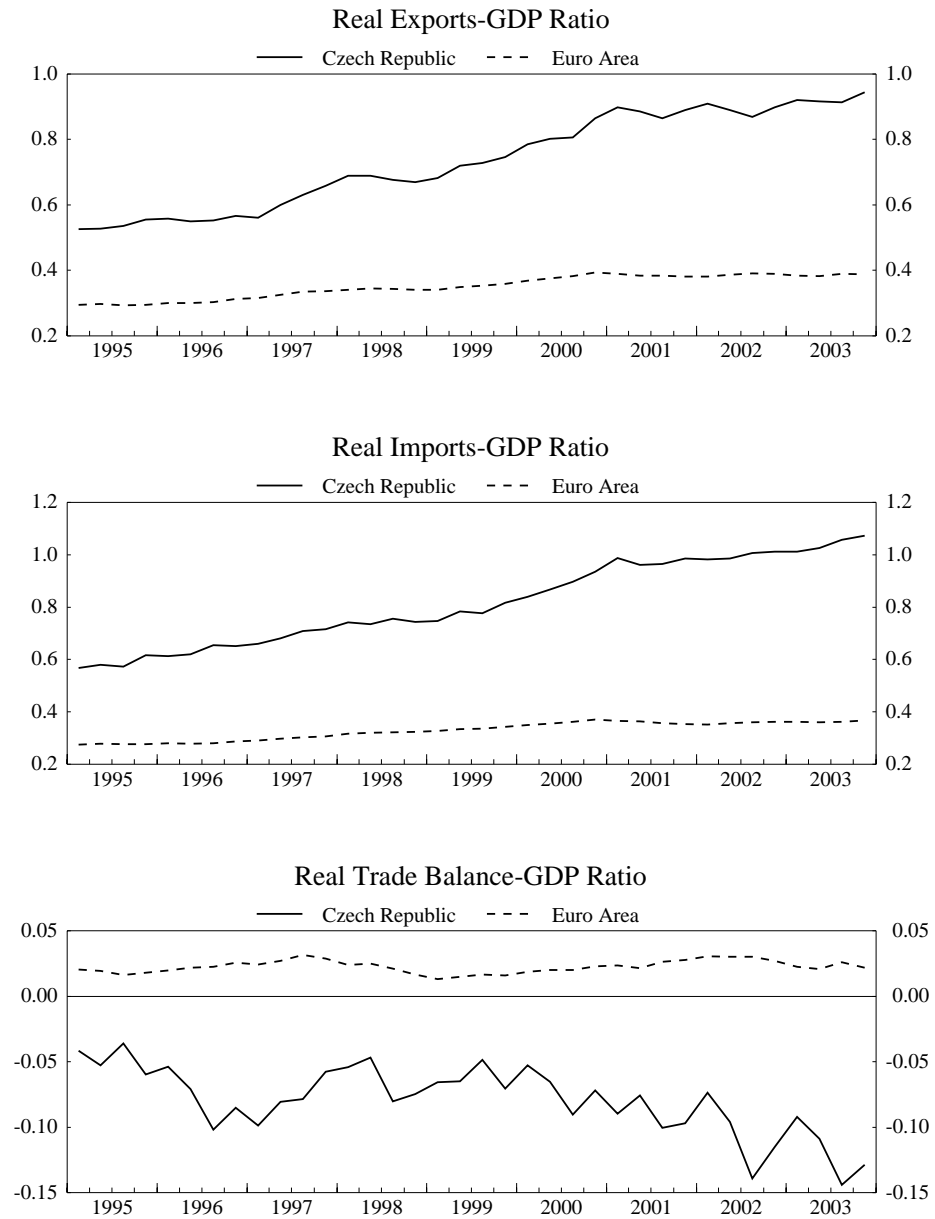 Real Exports-GDP Ratio
Czech Republic Euro Area
1.0 1.0
0.8 0.8
0.6 0.6
0.4 0.4
0.2 0.2
1995 1996 1997 1998 1999 2000 2001 2002 2003
Real Imports-GDP Ratio
Czech Republic Euro Area
1.2 1.2
1.0 1.0
0.8 0.8
0.6 0.6
0.4 0.4
0.2 0.2
1995 1996 1997 1998 1999 2000 2001 2002 2003
Real Trade Balance-GDP Ratio
Czech Republic Euro Area
0.05 0.05
0.00 0.00
-0.05 -0.05
-0.10 -0.10
-0.15 -0.15
1995 1996 1997 1998 1999 2000 2001 2002 2003